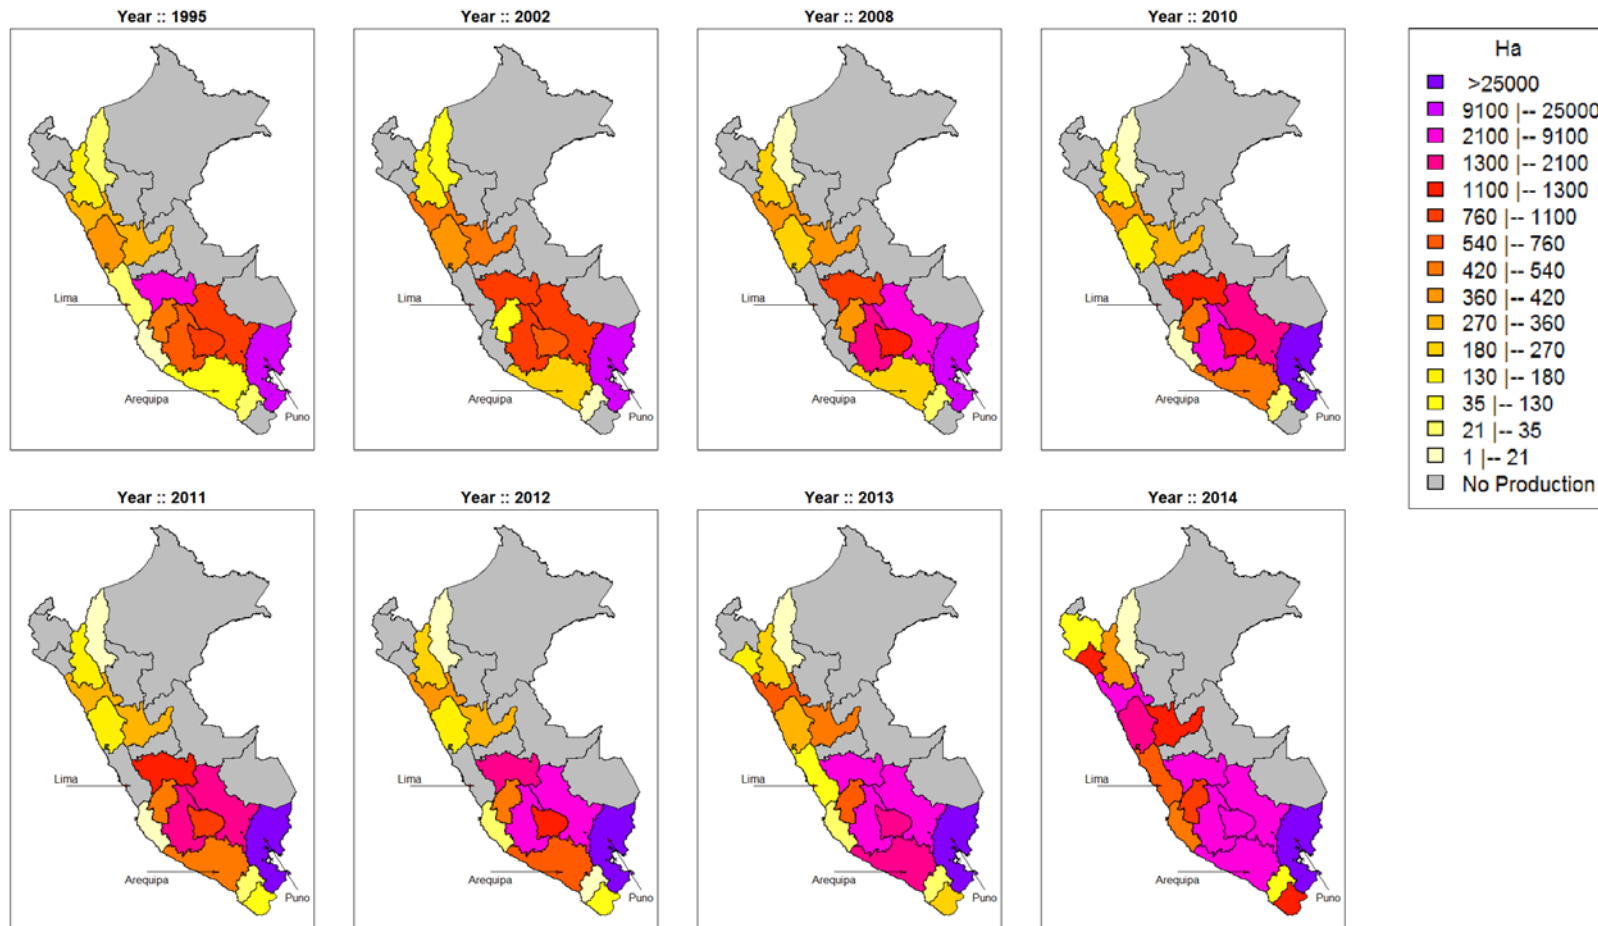 Year :: 1995
Year :: 2002
Year :: 2008
Year :: 2010
Lima
Arequipa
Puno
Lima
Arequipa
Puno
Lima
Arequipa
Puno
Lima
Arequipa
Puno
Ha
>25000
9100 |-- 25000
2100 |-- 9100
1300 |-- 2100
1100 |-- 1300
760 |-- 1100
540 |-- 760
420 |-- 540
360 |-- 420
270 |-- 360
180 |-- 270
130 |-- 180
35 |-- 130
21 |-- 35
1 |-- 21
No Production
Year :: 2011
Year :: 2012
Year :: 2013
Year :: 2014
Lima
Arequipa
Puno
Lima
Arequipa
Puno
Lima
Arequipa
Puno
Lima
Arequipa
Puno